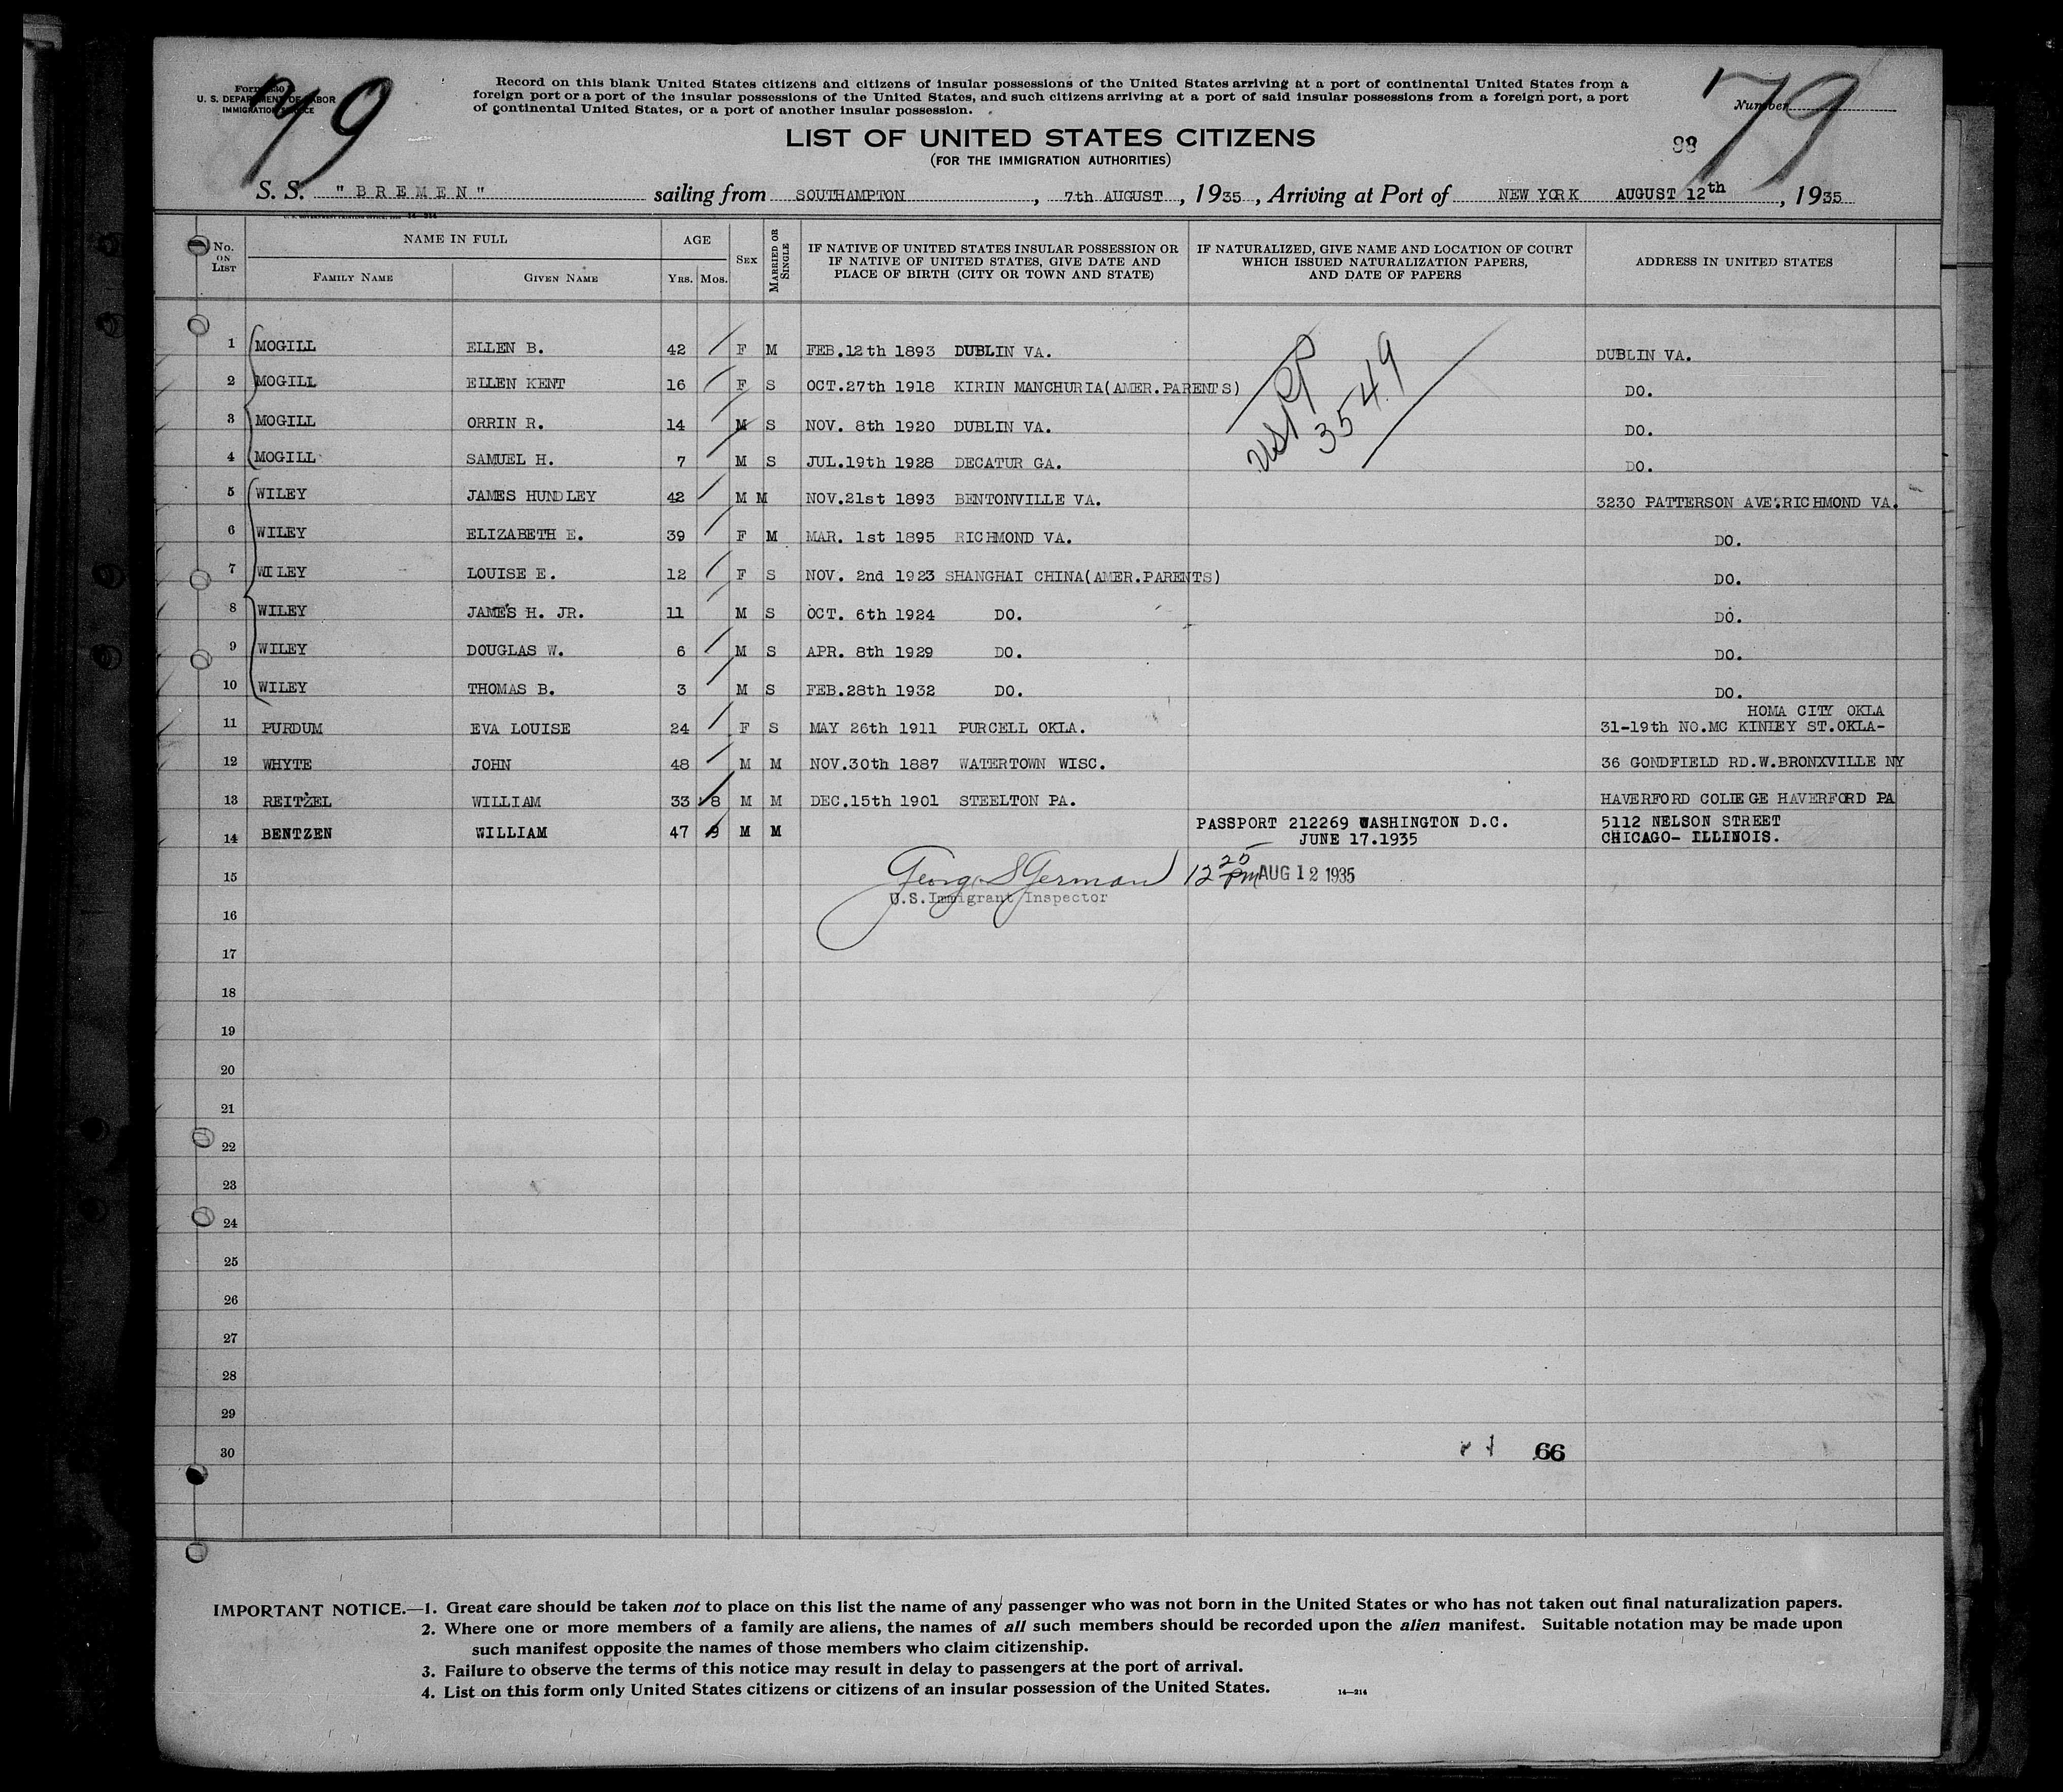 79
Form 630
U. S. DEPARTMENT OF LABOR
IMMIGRATION SERVICE
Record on this blank United States citizens and citizens of insular possessions of the United States arriving at a port of continental United States from a
foreign port or a port of the insular possessions of the United States, and such citizens arriving at a port of said insular possessions from a foreign port, a port
of continental United States, or a port of another insular possession.
Number
79
LIST OF UNITED STATES CITIZENS
(FOR THE IMMIGRATION AUTHORITIES)
S. S. "BREMEN" sailing from SOUTHAMPTON, 7th AUGUST, 1935, Arriving at Port of NEW YORK AUGUST 12th, 1935
No. ON LIST NAME IN FULL FAMILY NAME GIVEN NAME AGE YRS. MOS. SEX MARRIED OR SINGLE IF NATIVE OF UNITED STATES INSULAR POSSESSION OR IF NATIVE OF UNITED STATES, GIVE DATE AND PLACE OF BIRTH (CITY OR TOWN AND STATE) IF NATURALIZED, GIVE NAME AND LOCATION OF COURT WHICH ISSUED NATURALIZATION PAPERS, AND DATE OF PAPERS ADDRESS IN UNITED STATES
1 MOGILL ELLEN B. 42 F M FEB.12th 1893 DUBLIN VA. DUBLIN VA.
2 MOGILL ELLEN KENT 16 F S OCT.27th 1918 KIRIN MANCHURIA(AMER.PARENTS) DO.
3 MOGILL ORRIN R. 14 M S NOV. 8th 1920 DUBLIN VA. DO.
4 MOGILL SAMUEL H. 7 M S JUL.19th 1928 DECATUR GA. DO.
US PP
3549
5 WILEY JAMES HUNDLEY 42 M M NOV.21st 1893 BENTONVILLE VA. 3230 PATTERSON AVE.RICHMOND VA.
6 WILEY ELIZABETH E. 39 F M MAR. 1st 1895 RICHMOND VA. DO.
7 WILEY LOUISE E. 12 F S NOV. 2nd 1923 SHANGHAI CHINA(AMER.PARENTS) DO.
8 WILEY JAMES H. JR. 11 M S OCT. 6th 1924 DO. DO.
9 WILEY DOUGLAS W. 6 M S APR. 8th 1929 DO. DO.
10 WILEY THOMAS B. 3 M S FEB.28th 1932 DO. DO.
HOMA CITY OKLA
11 PURDUM EVA LOUISE 24 F S MAY 26th 1911 PURCELL OKLA. 31-19th NO.MC KINLEY ST.OKLA-
12 WHYTE JOHN 48 M M NOV.30th 1887 WATERTOWN WISC. 36 GONDFIELD RD.W.BRONXVILLE NY
13 REITZEL WILLIAM 33 8 M M DEC.15th 1901 STEELTON PA. HAVERFORD COLLEGE HAVERFORD PA
14 BENTZEN WILLIAM 47 9 M M PASSPORT 212269 WASHINGTON D.C. 5112 NELSON STREET
JUNE 17.1935 CHICAGO- ILLINOIS.
15 George S German 12 25 PM AUG 12 1935
U.S.Immigrant Inspector
16
17
18
19
20
21
22
23
24
25
26
27
28
29
30 66
IMPORTANT NOTICE.—1. Great care should be taken not to place on this list the name of any passenger who was not born in the United States or who has not taken out final naturalization papers.
2. Where one or more members of a family are aliens, the names of all such members should be recorded upon the alien manifest. Suitable notation may be made upon
such manifest opposite the names of those members who claim citizenship.
3. Failure to observe the terms of this notice may result in delay to passengers at the port of arrival.
4. List on this form only United States citizens or citizens of an insular possession of the United States. 14—214